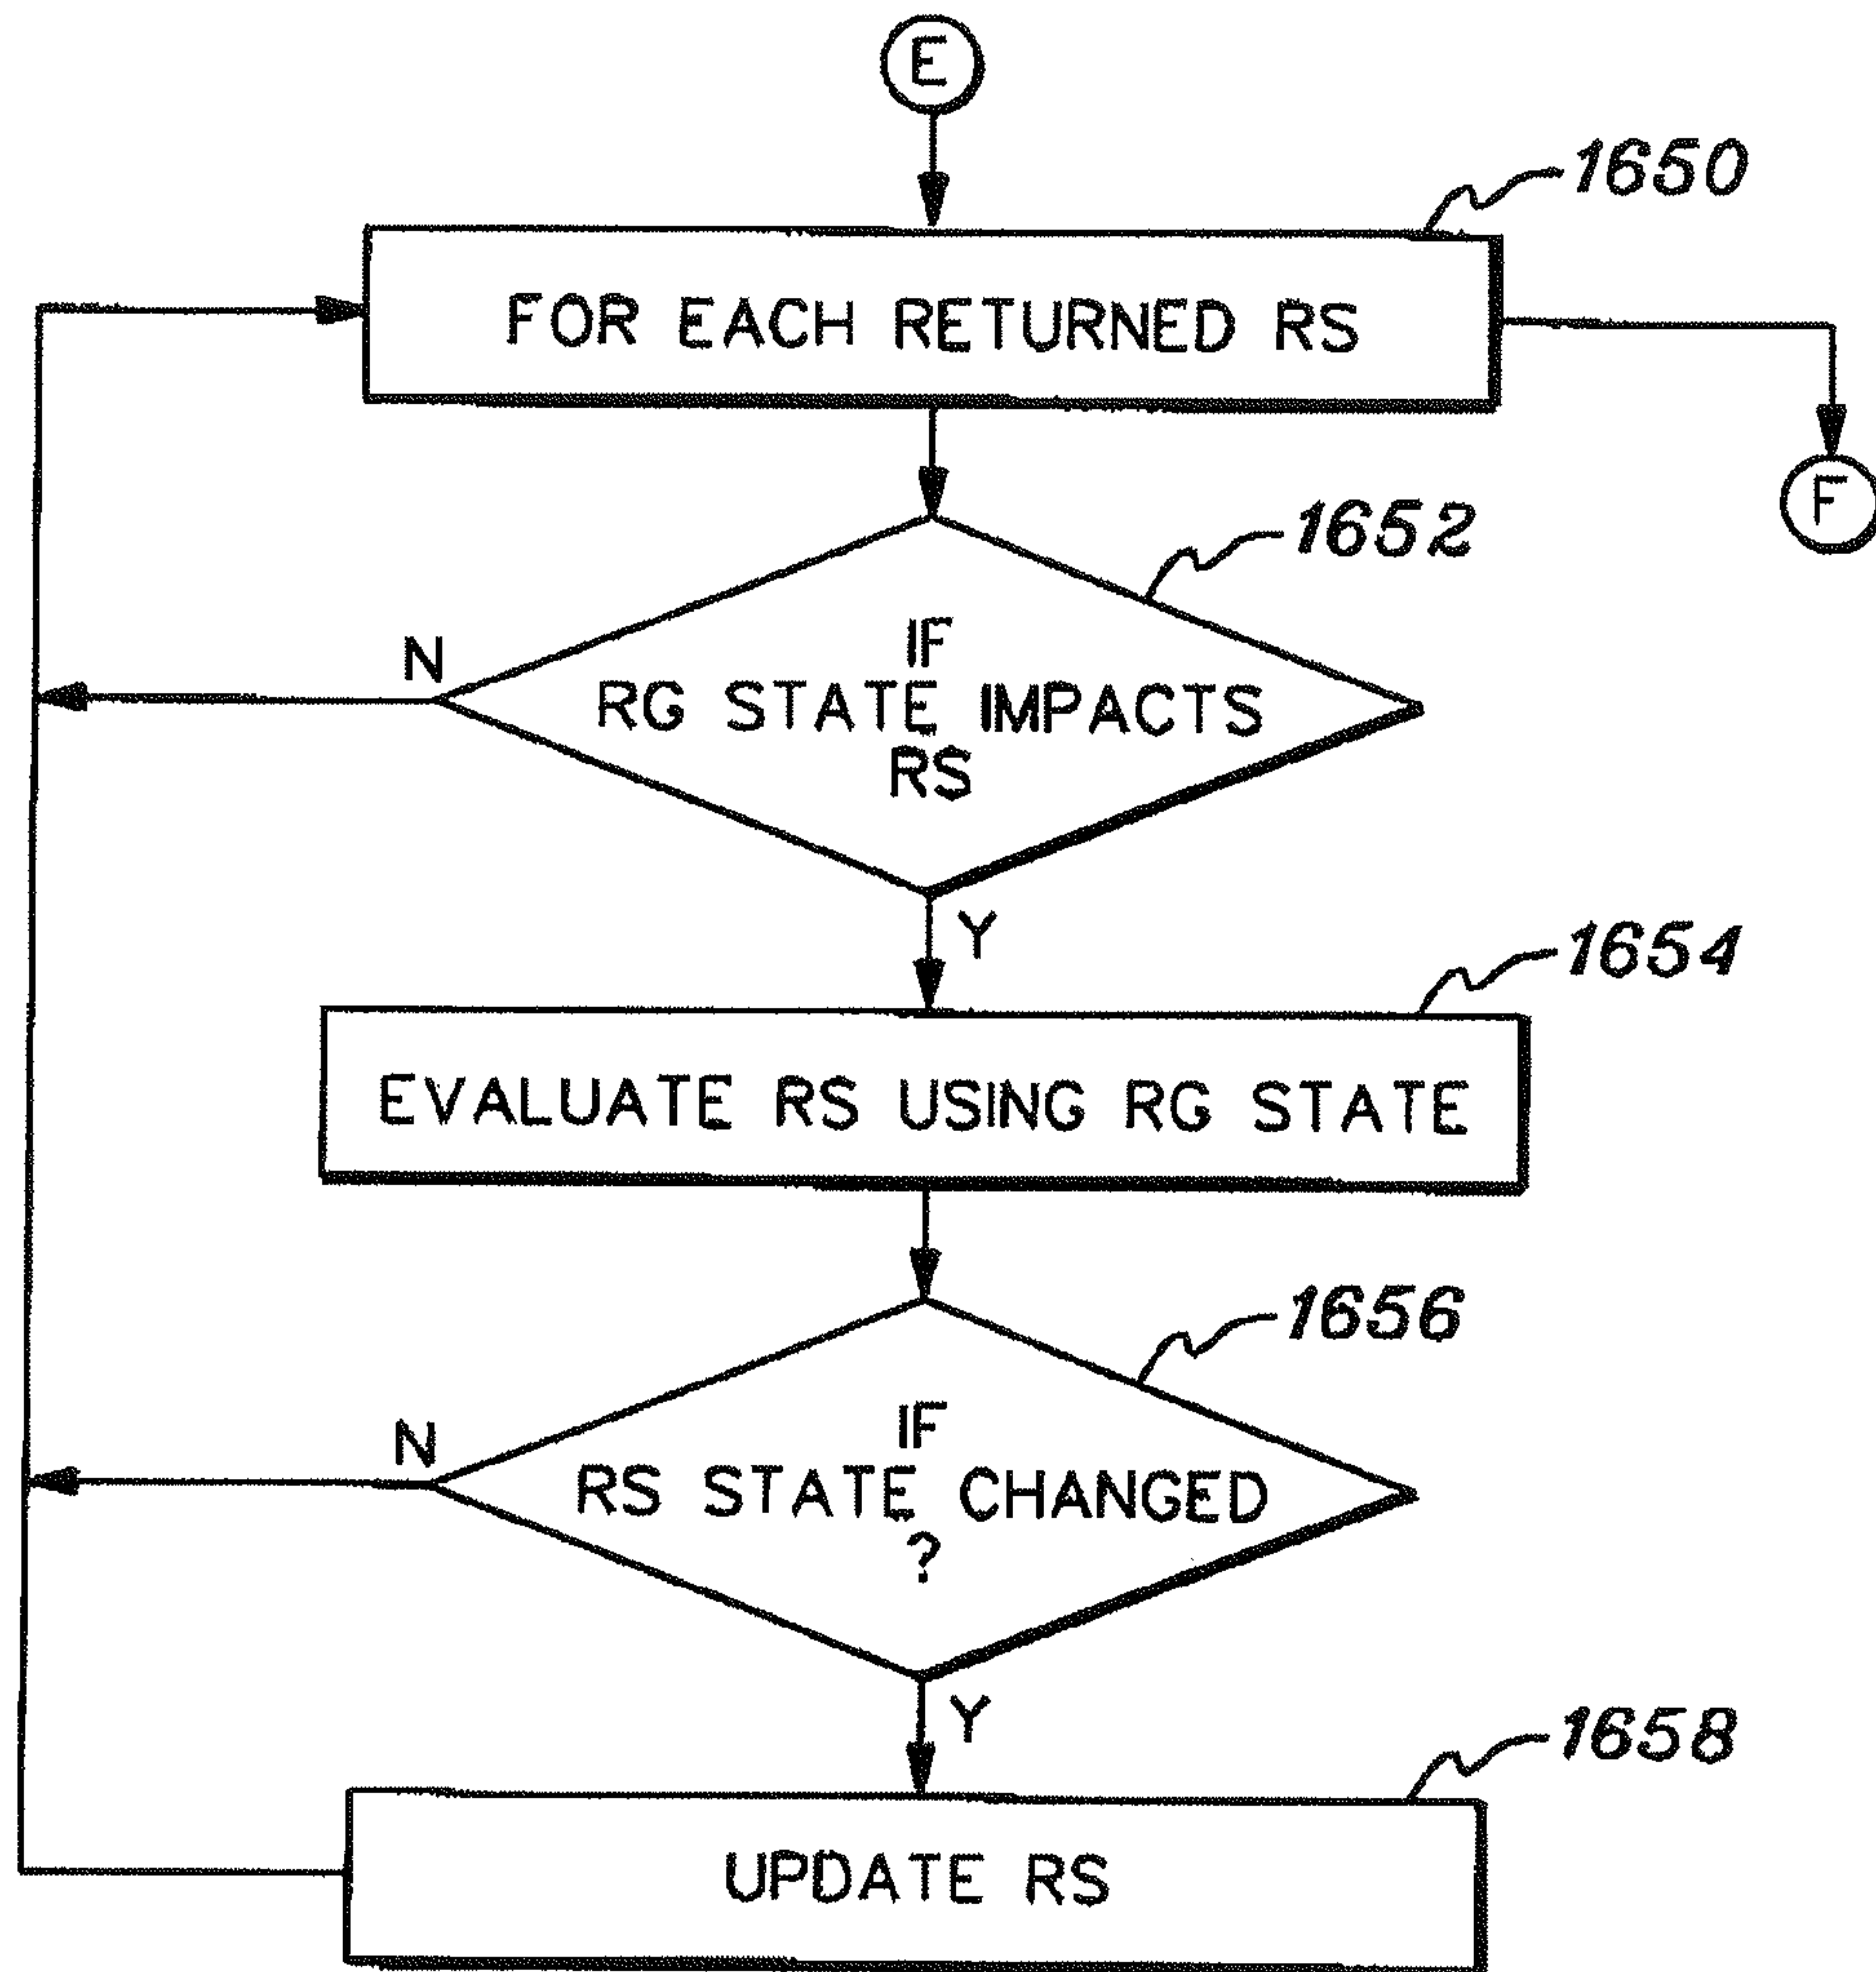 E
1650
FOR EACH RETURNED RS
F
1652
N
IF
RG STATE IMPACTS
RS
Y
1654
EVALUATE RS USING RG STATE
1656
N
IF
RS STATE CHANGED
?
Y
1658
UPDATE RS